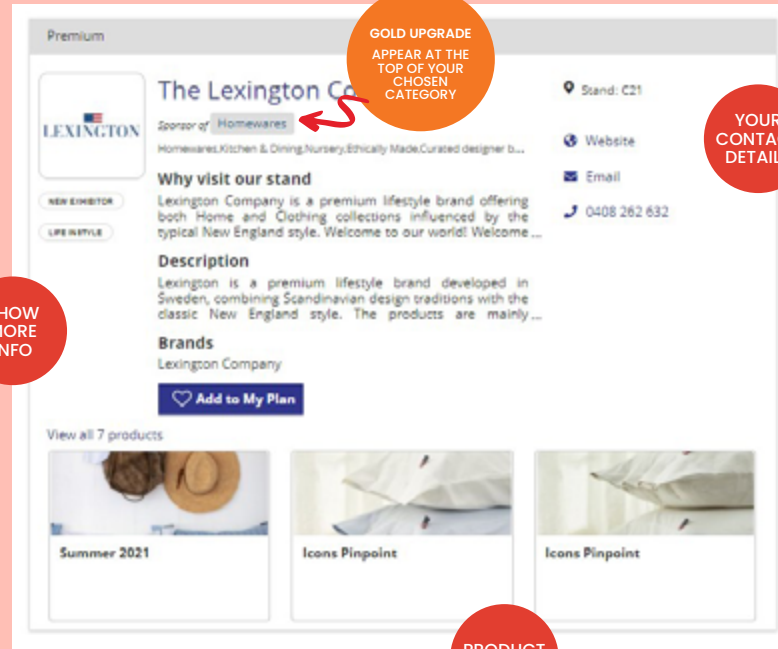 Premium
GOLD UPGRADE
APPEAR AT THE
TOP OF YOUR
CHOSEN
CATEGORY
LEXINGTON
NEW EXHIBITOR
LIFE INSTYLE
The Lexington Co
Sponsor of Homewares
Homewares,Kitchen & Dining,Nursery,Ethically Made,Curated designer b...
Why visit our stand
Lexington Company is a premium lifestyle brand offering
both Home and Clothing collections influenced by the
typical New England style. Welcome to our world! Welcome ...
Description
Lexington is a premium lifestyle brand developed in
Sweden, combining Scandinavian design traditions with the
classic New England style. The products are mainly ...
Brands
Lexington Company
Add to My Plan
Stand: C21
Website
Email
0408 262 632
YOUR
CONTA
DETAIL
HOW
MORE
INFO
View all 7 products
Summer 2021
Icons Pinpoint
Icons Pinpoint
PRODUCT